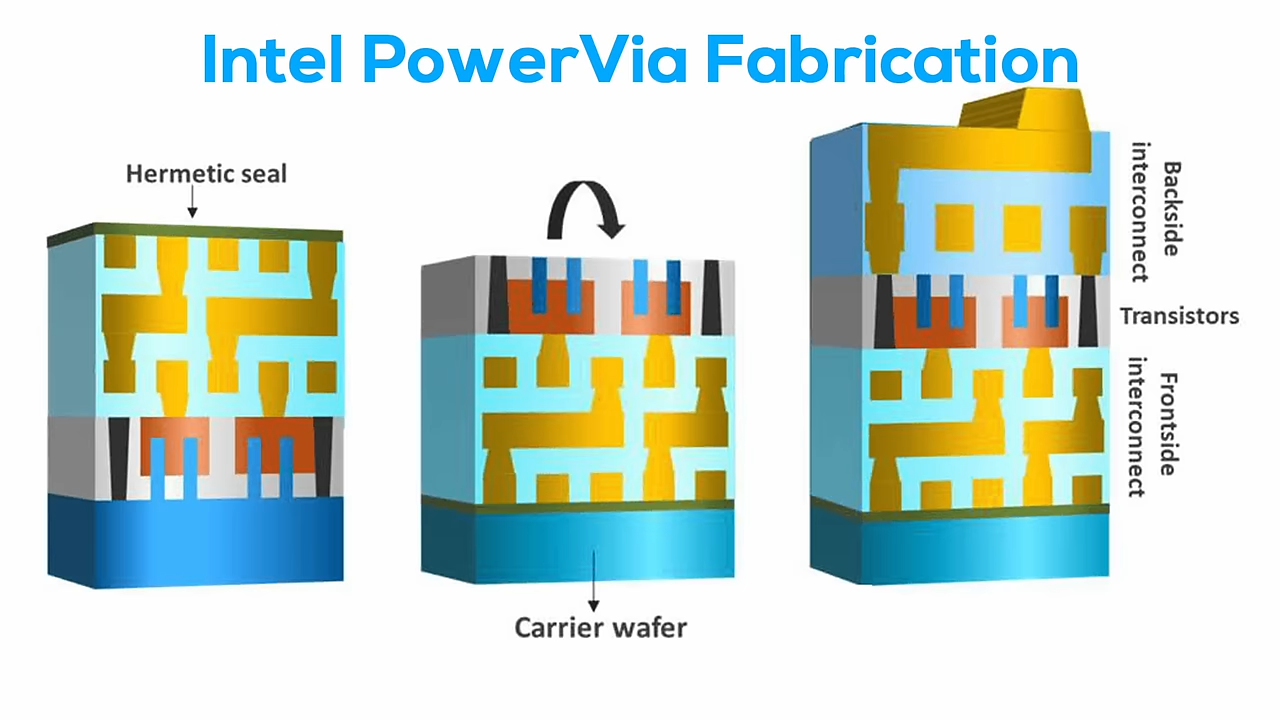 Intel PowerVia Fabrication
Hermetic seal
Carrier wafer
Backside
interconnect
Transistors
Frontside
interconnect